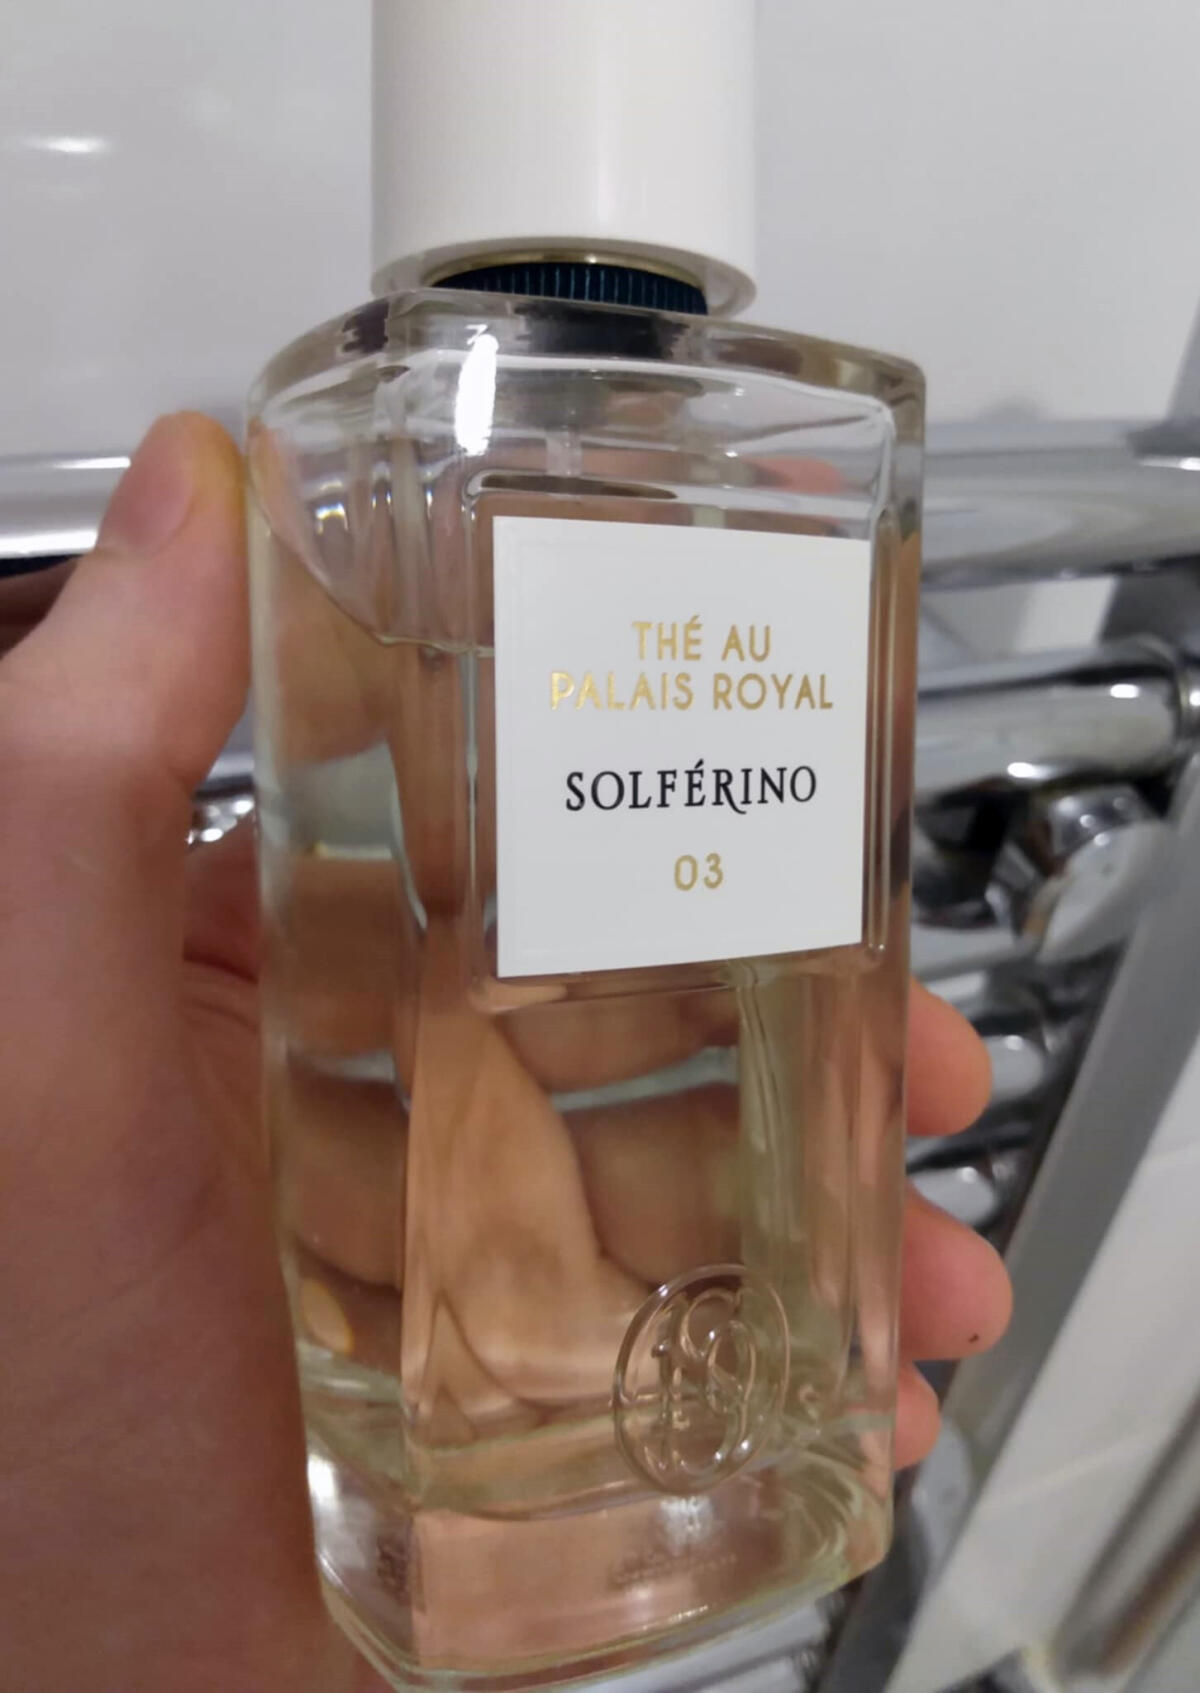 THÉ AU
PALAIS ROYAL
SOLFÉRINO
03